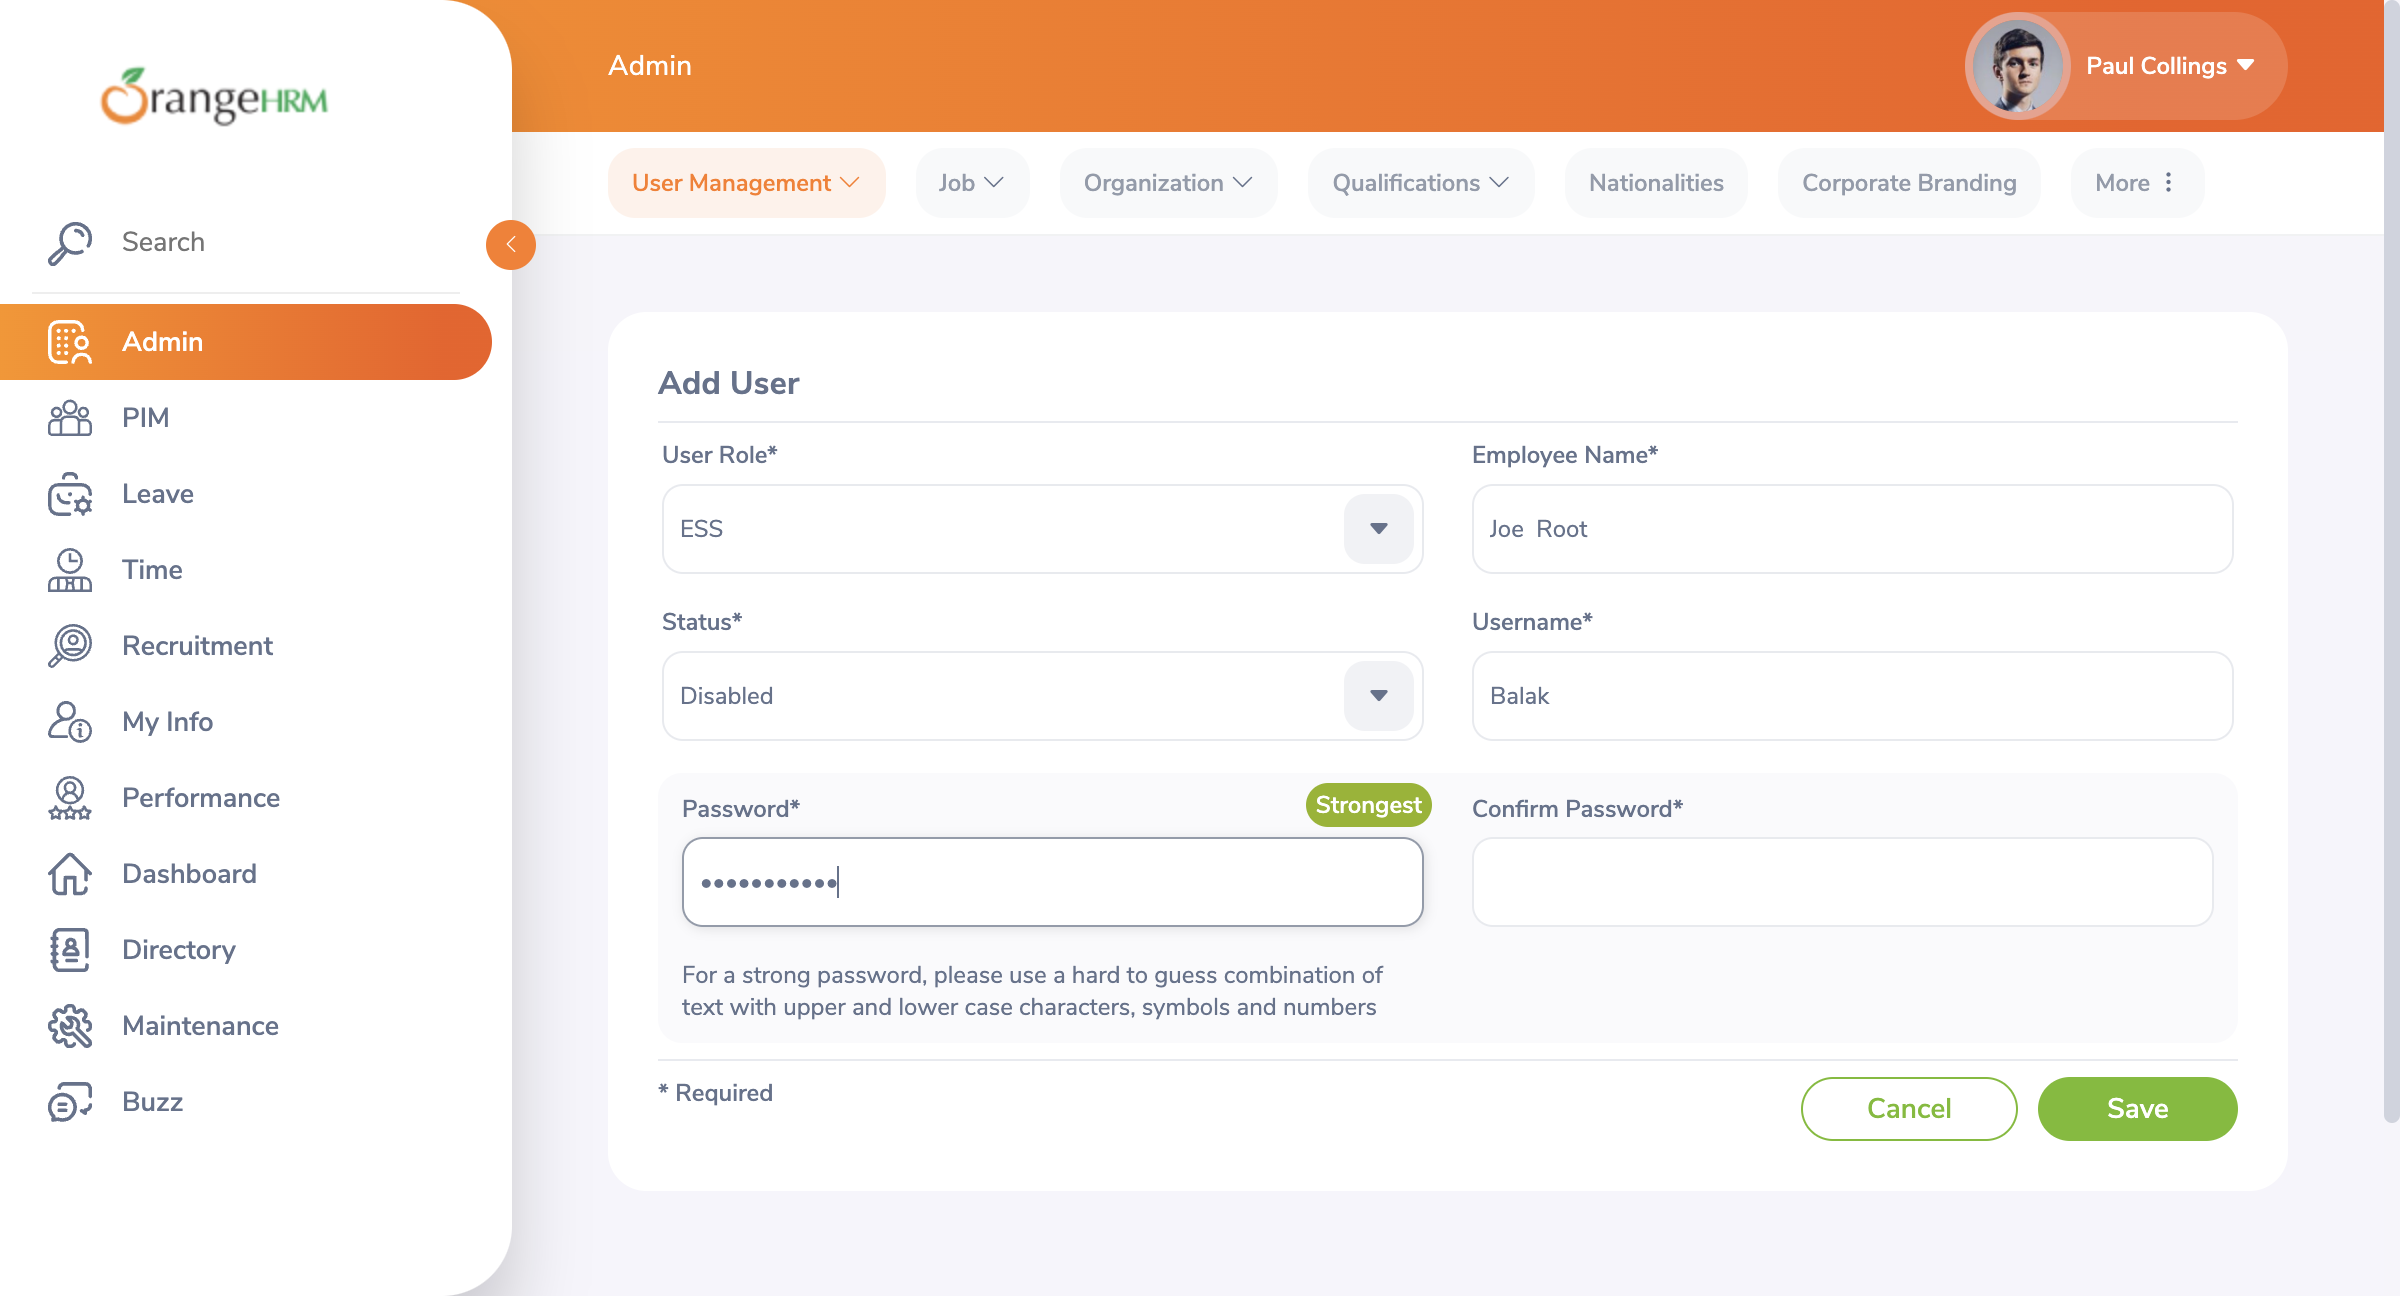 OrangeHRM
Search
Admin
PIM
Leave
Time
Recruitment
My Info
Performance
Dashboard
Directory
Maintenance
Buzz
Admin
Paul Collings
User Management
Job
Organization
Qualifications
Nationalities
Corporate Branding
More
Add User
User Role*
Employee Name*
ESS
Joe  Root
Status*
Username*
Disabled
Balak
Password*
Strongest
Confirm Password*
•••••••••••
For a strong password, please use a hard to guess combination of
text with upper and lower case characters, symbols and numbers
* Required
Cancel
Save